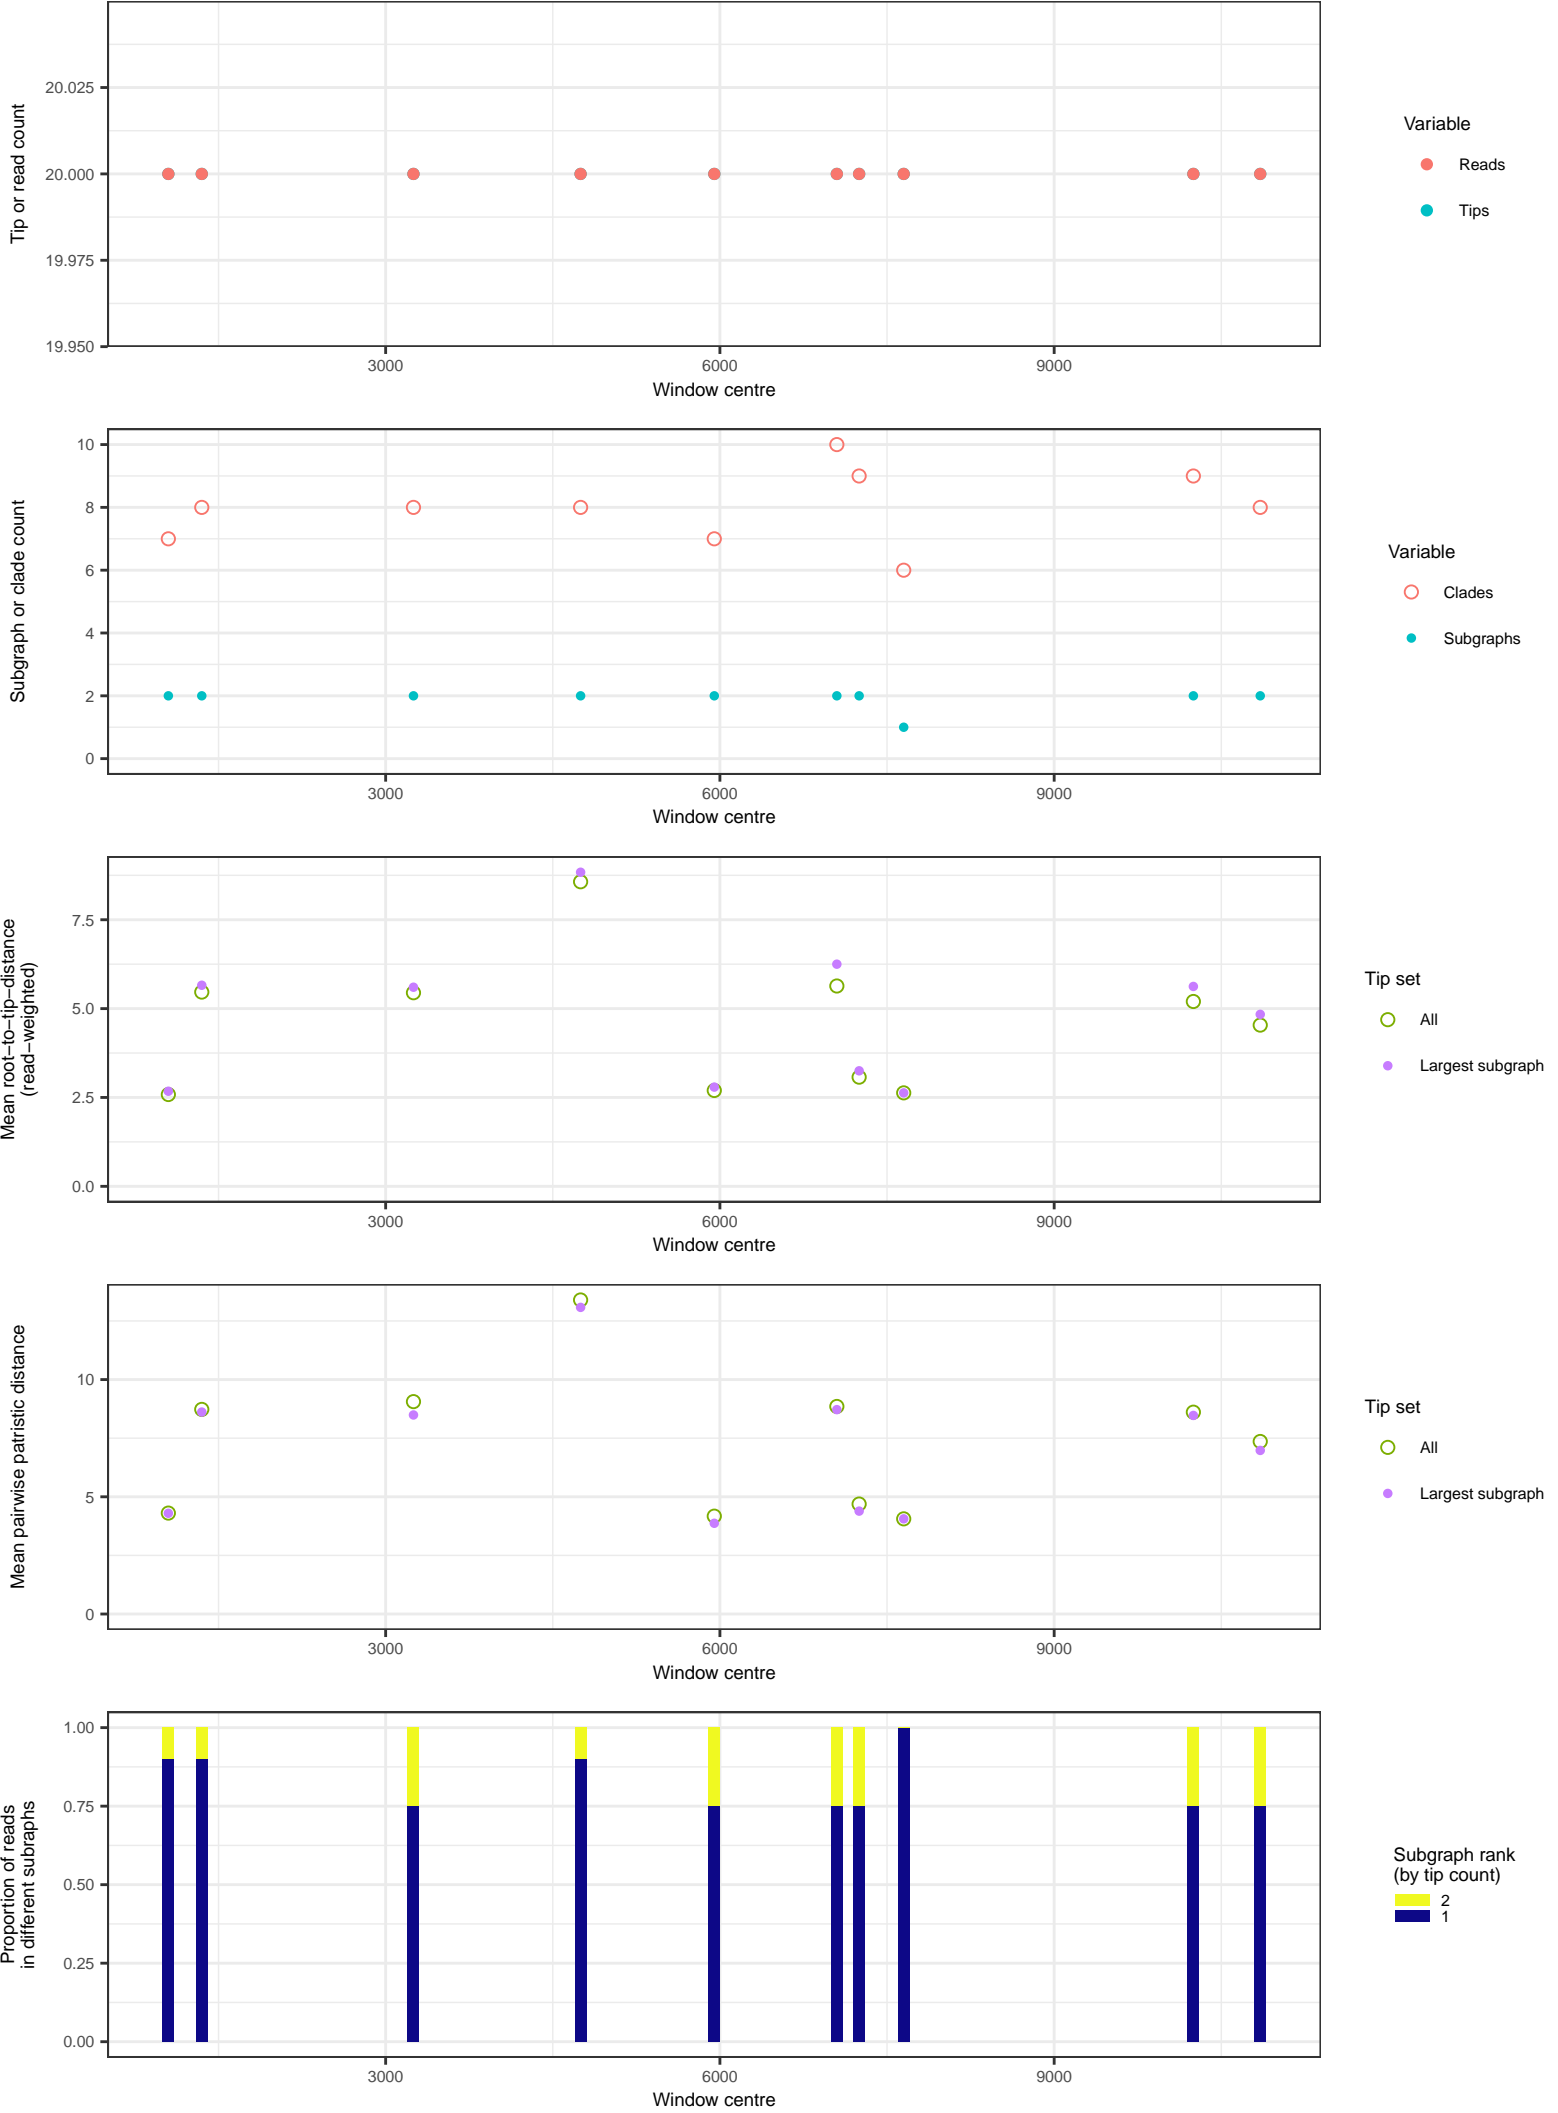 Tip or read count
20.025
20.000
19.975
19.950
3000 6000 9000
Window centre
Variable
Reads
Tips
Subgraph or clade count
10
8
6
4
2
0
3000 6000 9000
Window centre
Variable
Clades
Subgraphs
Mean root−to−tip−distance
(read−weighted)
7.5
5.0
2.5
0.0
3000 6000 9000
Window centre
Tip set
All
Largest subgraph
Mean pairwise patristic distance
10
5
0
3000 6000 9000
Window centre
Tip set
All
Largest subgraph
Proportion of reads
in different subraphs
1.00
0.75
0.50
0.25
0.00
3000 6000 9000
Window centre
Subgraph rank
(by tip count)
2
1